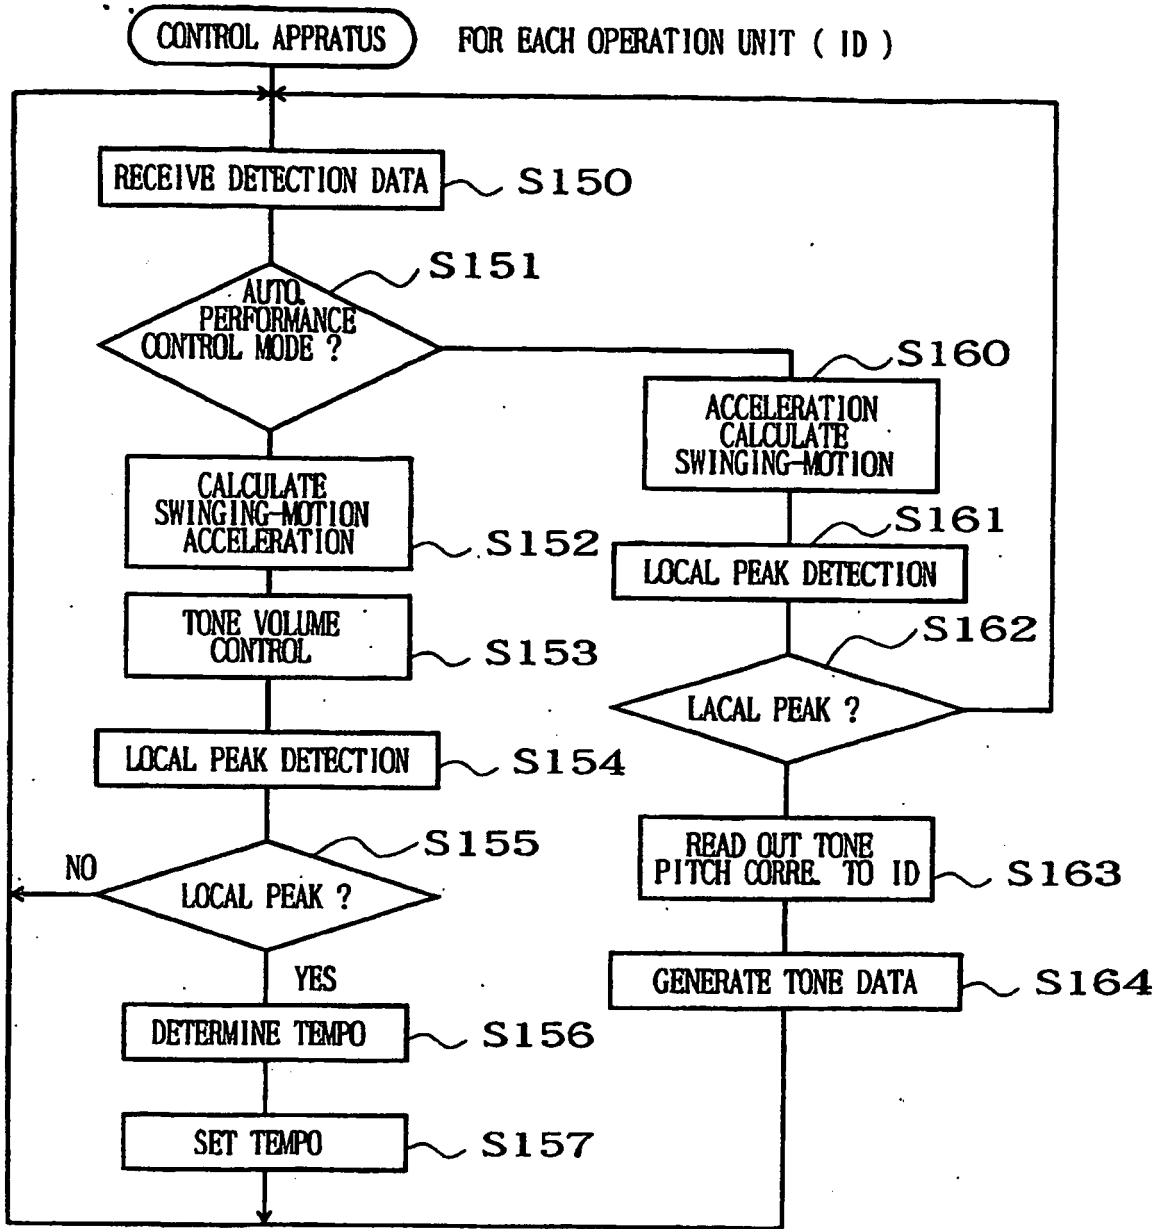 CONTROL APPRATUS
FOR EACH OPERATION UNIT ( ID )
RECEIVE DETECTION DATA
S150
S151
AUTO.
PERFORMANCE
CONTROL MODE ?
CALCULATE
SWINGING-MOTION
ACCELERATION
S152
TONE VOLUME
CONTROL
S153
LOCAL PEAK DETECTION
S154
S155
NO
LOCAL PEAK ?
YES
DETERMINE TEMPO
S156
SET TEMPO
S157
S160
ACCELERATION
CALCULATE
SWINGING-MOTION
S161
LOCAL PEAK DETECTION
S162
LACAL PEAK ?
READ OUT TONE
PITCH CORRE. TO ID
S163
GENERATE TONE DATA
S164